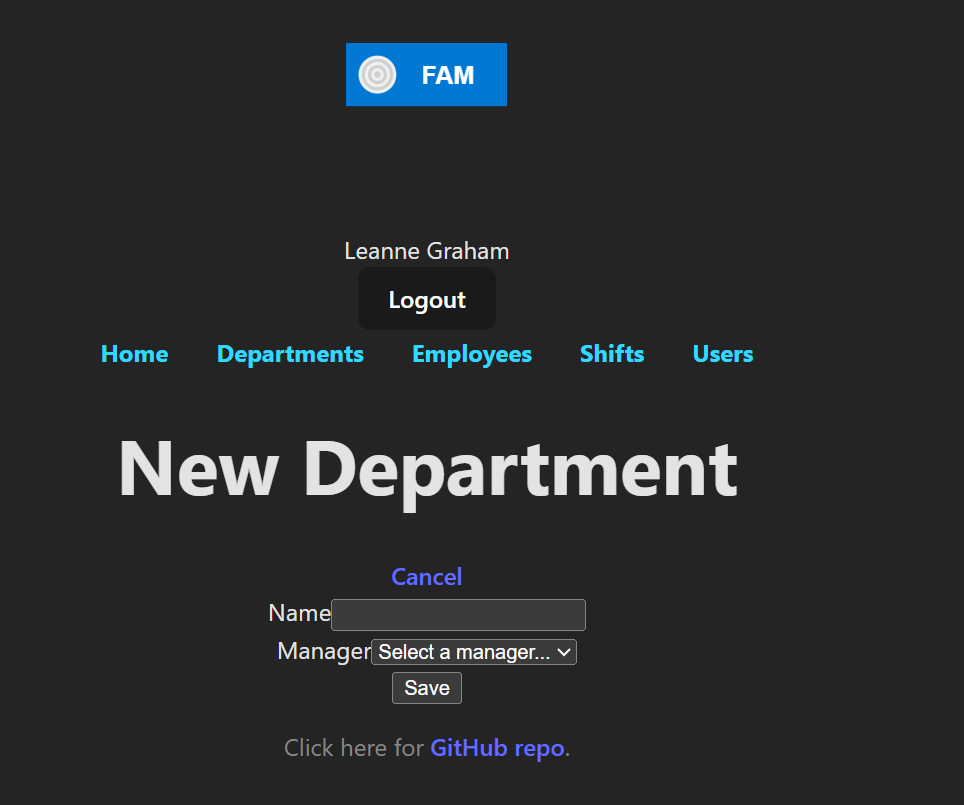 FAM
Leanne Graham
Logout
Home Departments Employees Shifts Users
New Department
Cancel
Name
Manager Select a manager...
Save
Click here for GitHub repo.